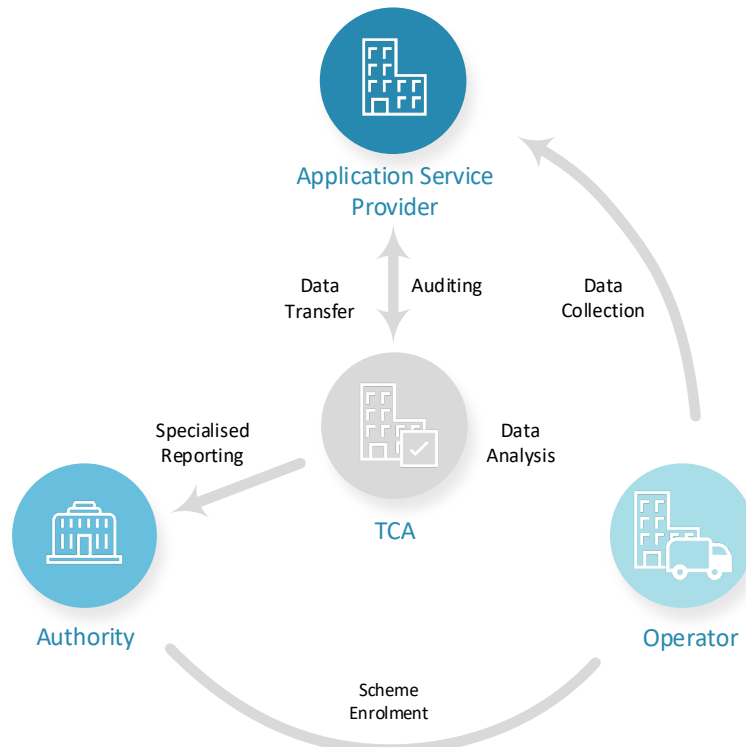 Application Service
Provider
Data
Transfer
Auditing
Data
Collection
Specialised
Reporting
Data
Analysis
TCA
Authority
Operator
Scheme
Enrolment